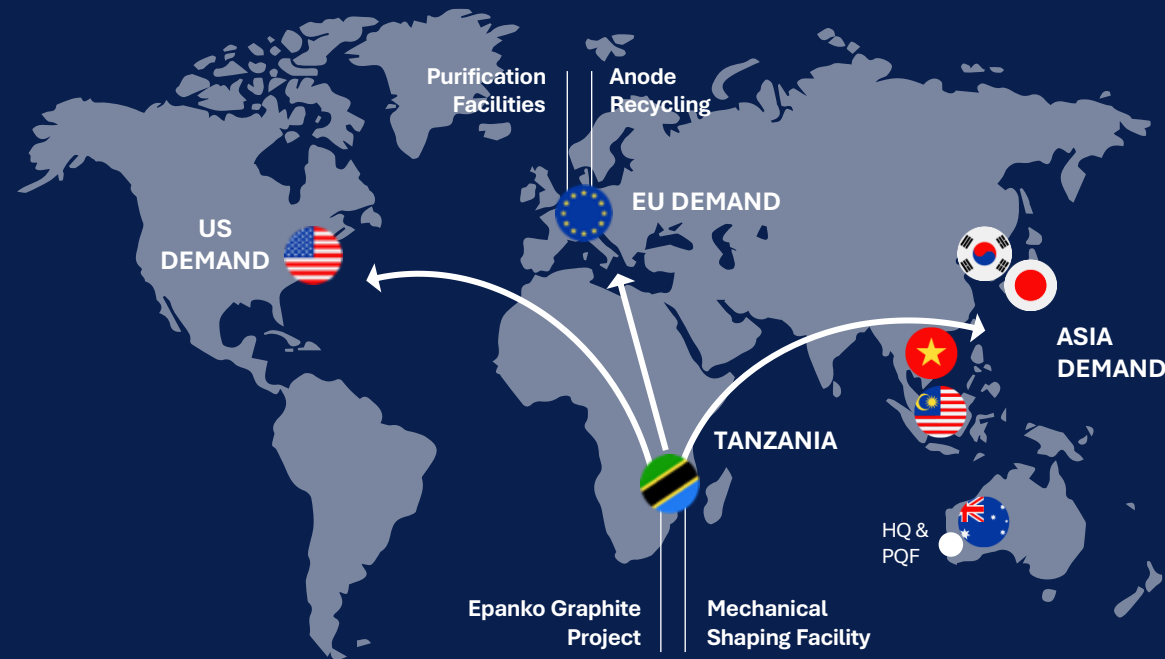 Purification
Facilities
Anode
Recycling
EU DEMAND
US
DEMAND
ASIA
DEMAND
TANZANIA
HQ &
PQF
Epanko Graphite
Project
Mechanical
Shaping Facility